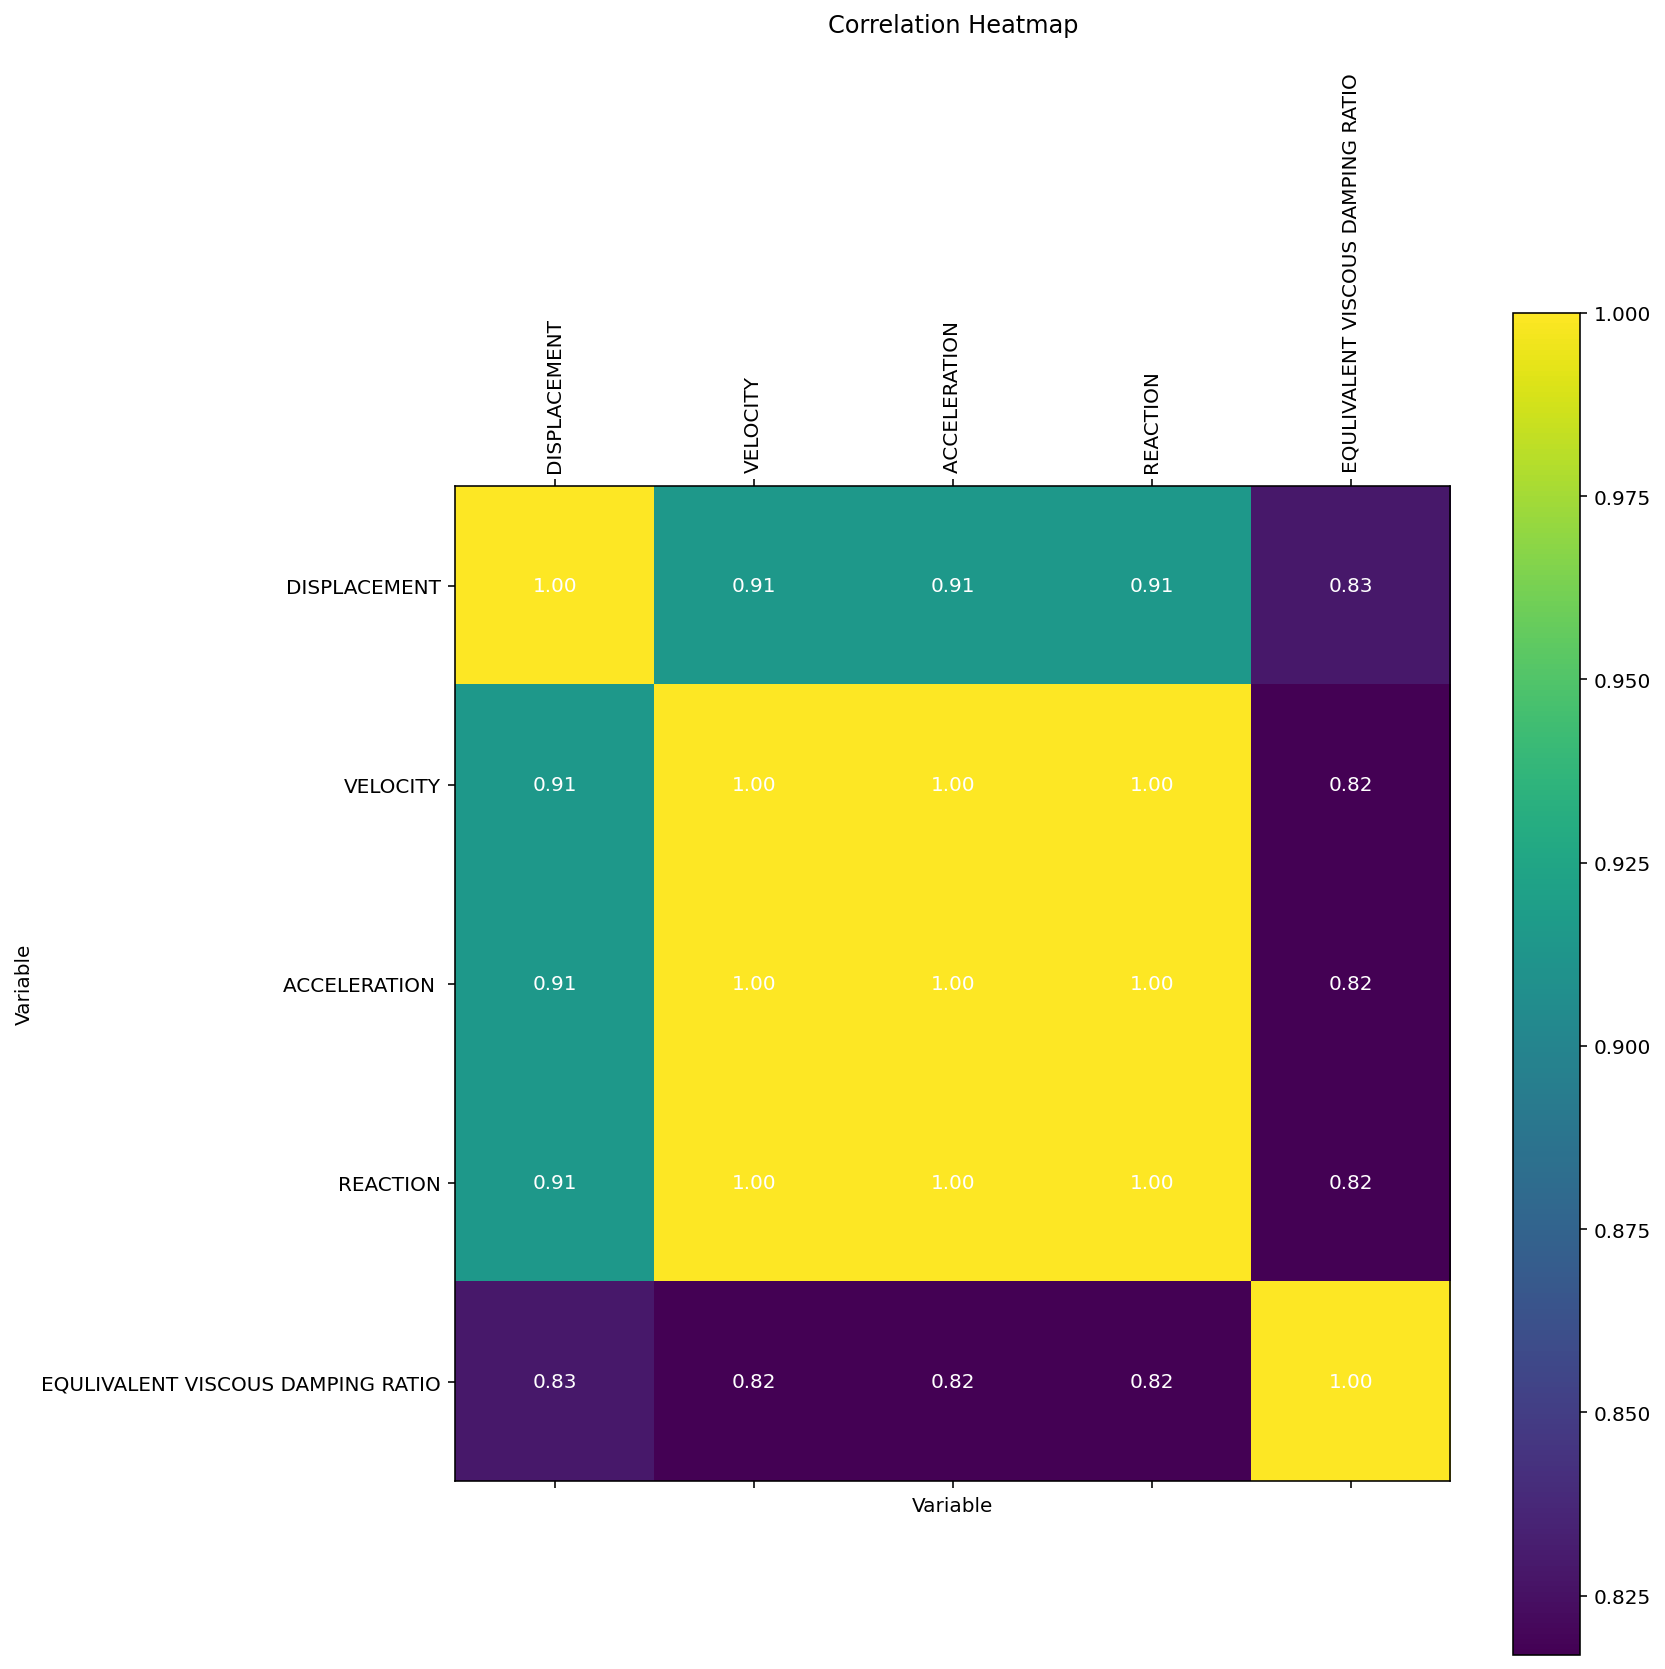 Correlation Heatmap
DISPLACEMENT
VELOCITY
ACCELERATION
REACTION
EQULIVALENT VISCOUS DAMPING RATIO
DISPLACEMENT
1.00 0.91 0.91 0.91 0.83
VELOCITY
0.91 1.00 1.00 1.00 0.82
ACCELERATION
0.91 1.00 1.00 1.00 0.82
REACTION
0.91 1.00 1.00 1.00 0.82
EQULIVALENT VISCOUS DAMPING RATIO
0.83 0.82 0.82 0.82 1.00
Variable
Variable
1.000
0.975
0.950
0.925
0.900
0.875
0.850
0.825